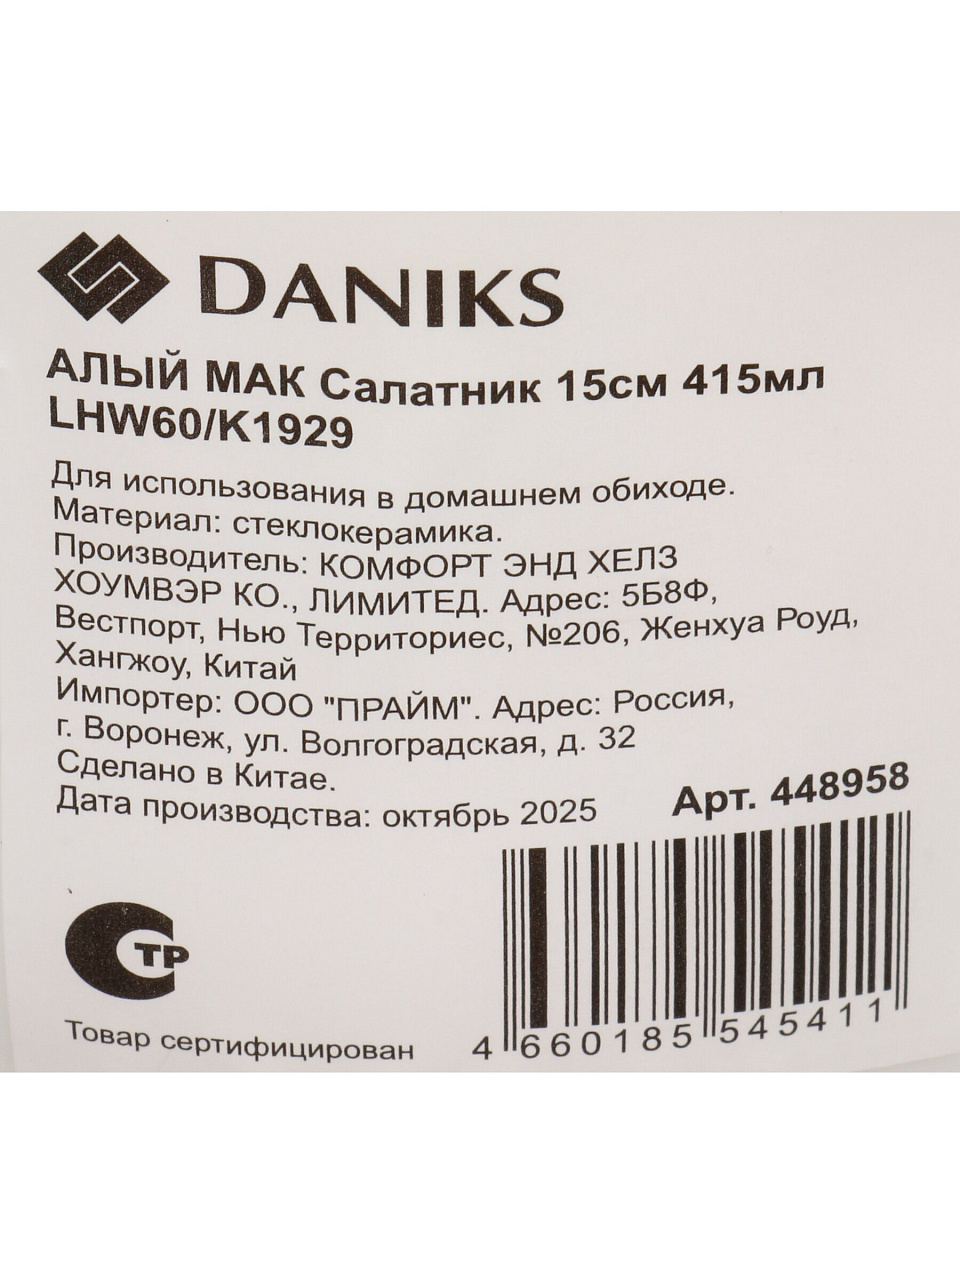 DANIKS
АЛЫЙ МАК Салатник 15см 415мл
LHW60/K1929
Для использования в домашнем обиходе.
Материал: стеклокерамика.
Производитель: КОМФОРТ ЭНД ХЕЛЗ
ХОУМВЭР КО., ЛИМИТЕД. Адрес: 5Б8Ф,
Вестпорт, Нью Территориес, №206, Женхуа Роуд,
Хангжоу, Китай
Импортер: ООО "ПРАЙМ". Адрес: Россия,
г. Воронеж, ул. Волгоградская, д. 32
Сделано в Китае.
Дата производства: октябрь 2025
Арт. 448958
СТР
Товар сертифицирован
4 660185 545411